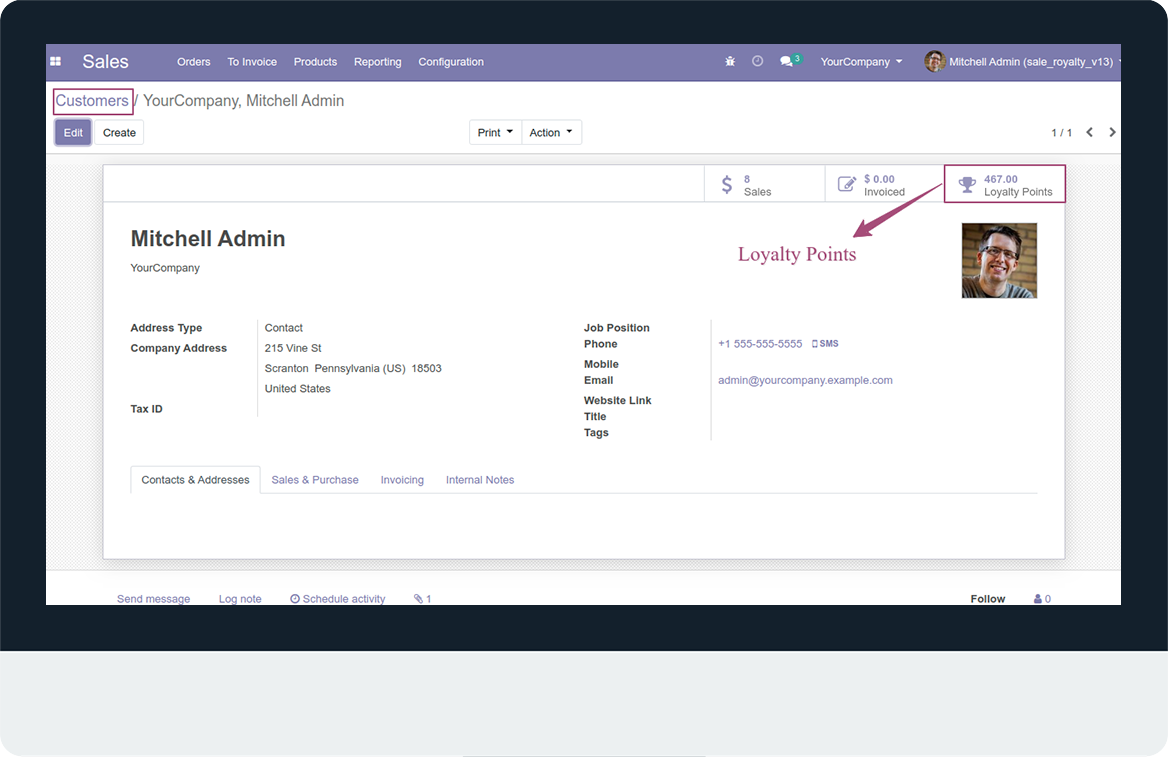 Sales Orders To Invoice Products Reporting Configuration 3 YourCompany Mitchell Admin (sale_royalty_v13)
Customers / YourCompany, Mitchell Admin
Edit Create Print Action 1 / 1
$ 8 Sales
$ 0.00 Invoiced
467.00 Loyalty Points
Mitchell Admin
Loyalty Points
YourCompany
Address Type Contact
Company Address 215 Vine St
Scranton Pennsylvania (US) 18503
United States
Tax ID
Job Position
Phone +1 555-555-5555 SMS
Mobile
Email admin@yourcompany.example.com
Website Link
Title
Tags
Contacts & Addresses Sales & Purchase Invoicing Internal Notes
Send message Log note Schedule activity 1 Follow 0